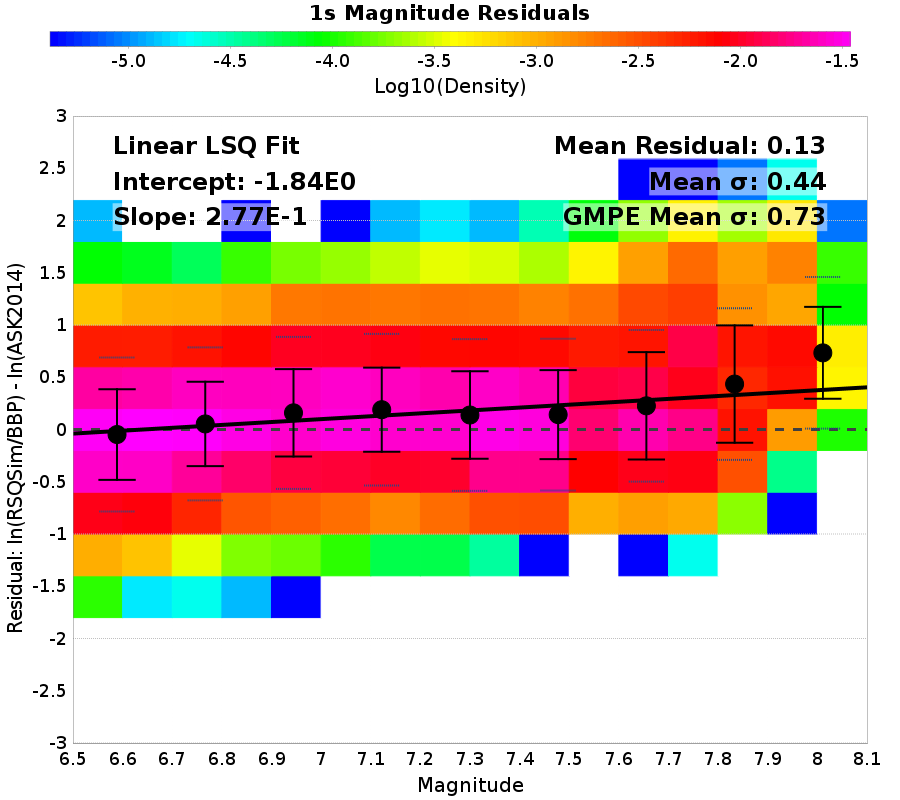 1s Magnitude Residuals
-5.0 -4.5 -4.0 -3.5 -3.0 -2.5 -2.0 -1.5
Log10(Density)
Linear LSQ Fit
Intercept: -1.84E0
Slope: 2.77E-1
Mean Residual: 0.13
Mean σ: 0.44
GMPE Mean σ: 0.73
Residual: ln(RSQSim/BBP) - ln(ASK2014)
3
2.5
2
1.5
1
0.5
0
-0.5
-1
-1.5
-2
-2.5
-3
6.5 6.6 6.7 6.8 6.9 7 7.1 7.2 7.3 7.4 7.5 7.6 7.7 7.8 7.9 8 8.1
Magnitude